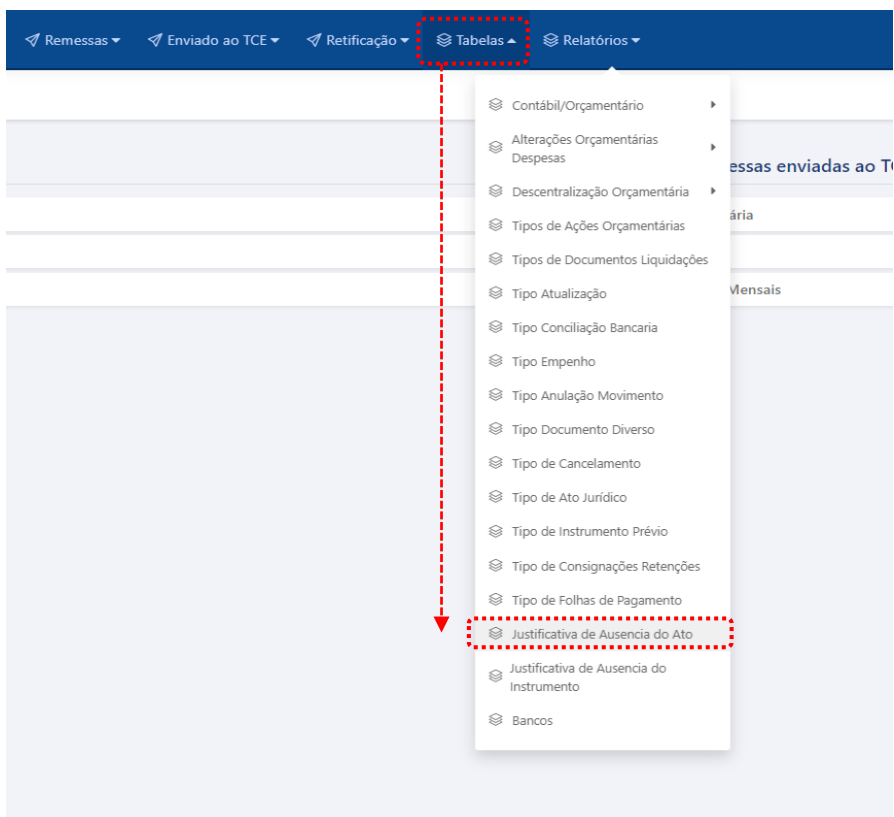 Remessas
Enviado ao TCE
Retificação
Tabelas
Relatórios
Contábil/Orçamentário
Alterações Orçamentárias
Despesas
essas enviadas ao T
Descentralização Orçamentária
ária
Tipos de Ações Orçamentárias
Tipos de Documentos Liquidações
Tipo Atualização
Mensais
Tipo Conciliação Bancaria
Tipo Empenho
Tipo Anulação Movimento
Tipo Documento Diverso
Tipo de Cancelamento
Tipo de Ato Jurídico
Tipo de Instrumento Prévio
Tipo de Consignações Retenções
Tipo de Folhas de Pagamento
Justificativa de Ausencia do Ato
Justificativa de Ausencia do
Instrumento
Bancos